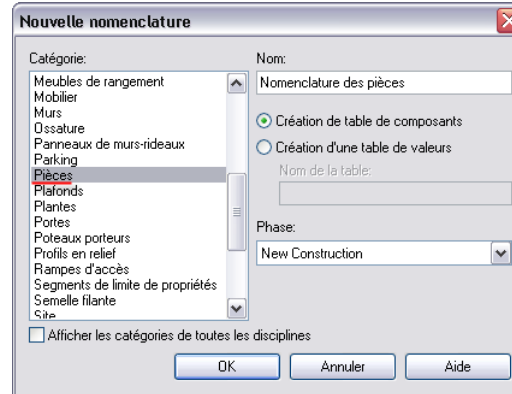 Nouvelle nomenclature
Catégorie:
Meubles de rangement
Mobilier
Murs
Ossature
Panneaux de murs-rideaux
Parking
Pièces
Plafonds
Plantes
Portes
Poteaux porteurs
Profils en relief
Rampes d'accès
Segments de limite de propriétés
Semelle filante
Site
Nom:
Nomenclature des pièces
Création de table de composants
Création d'une table de valeurs
Nom de la table:
Phase:
New Construction
Afficher les catégories de toutes les disciplines
OK
Annuler
Aide